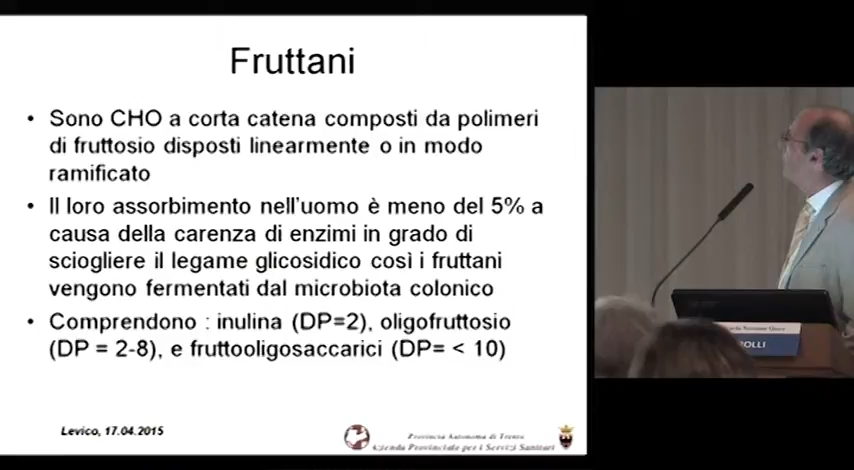 Fruttani
• Sono CHO a corta catena composti da polimeri
di fruttosio disposti linearmente o in modo
ramificato
• Il loro assorbimento nell'uomo è meno del 5% a
causa della carenza di enzimi in grado di
sciogliere il legame glicosidico così i fruttani
vengono fermentati dal microbiota colonico
• Comprendono : inulina (DP=2), oligofruttosio
(DP = 2-8), e fruttooligosaccarici (DP= < 10)
Levico, 17.04.2015
Provincia Autonoma di Trento
Azienda Provinciale per i Servizi Sanitari
OLLI